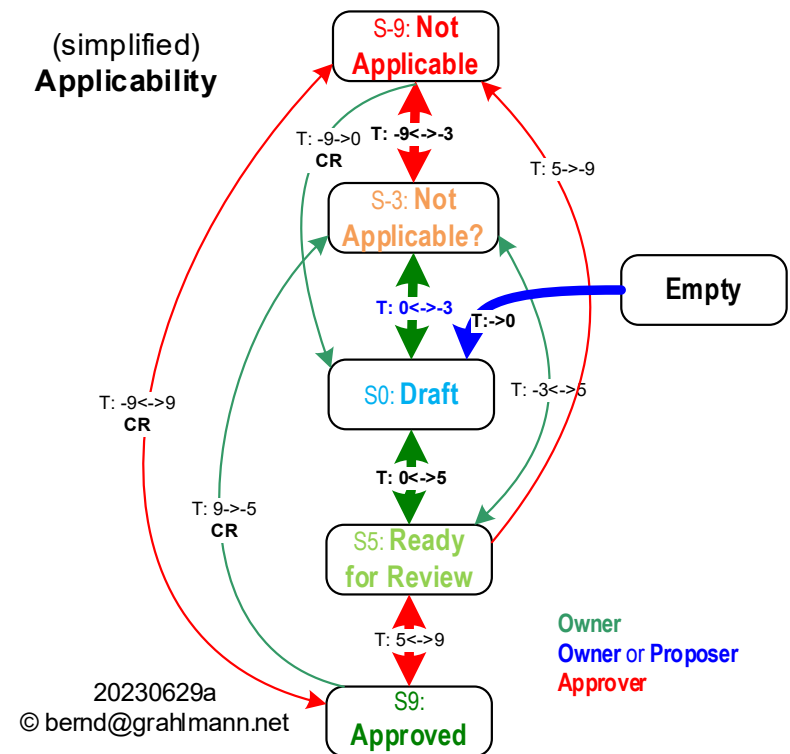 (simplified)
Applicability
S-9: Not
Applicable
T: -9->0
CR
T: -9<->-3
T: 5->-9
S-3: Not
Applicable?
Empty
T: 0<->-3
T:->0
S0: Draft
T: -3<->5
T: -9<->9
CR
T: 0<->5
T: 9->-5
CR
S5: Ready
for Review
T: 5<->9
Owner
Owner or Proposer
Approver
20230629a
© bernd@grahlmann.net
S9:
Approved